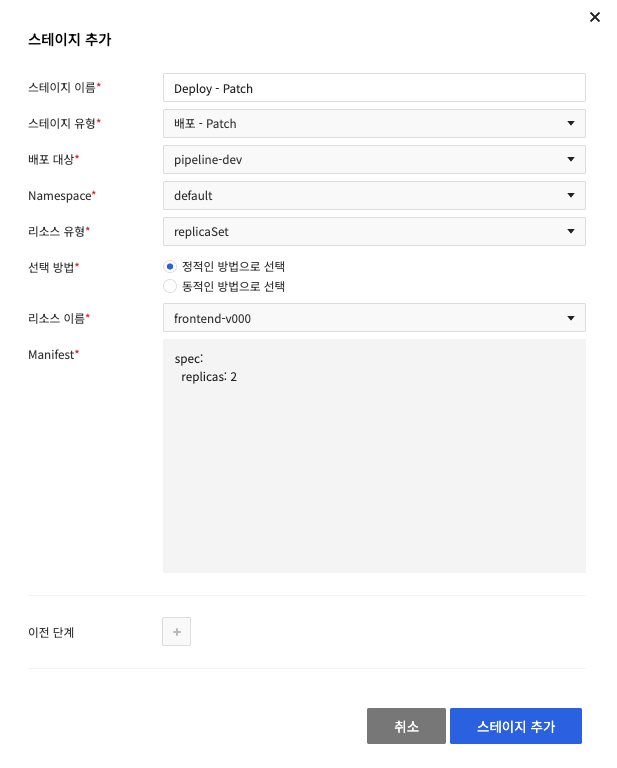 스테이지 추가
스테이지 이름* Deploy - Patch
스테이지 유형* 배포 - Patch
배포 대상* pipeline-dev
Namespace* default
리소스 유형* replicaSet
선택 방법* 정적인 방법으로 선택
동적인 방법으로 선택
리소스 이름* frontend-v000
Manifest* spec:
  replicas: 2
이전 단계 +
취소 스테이지 추가